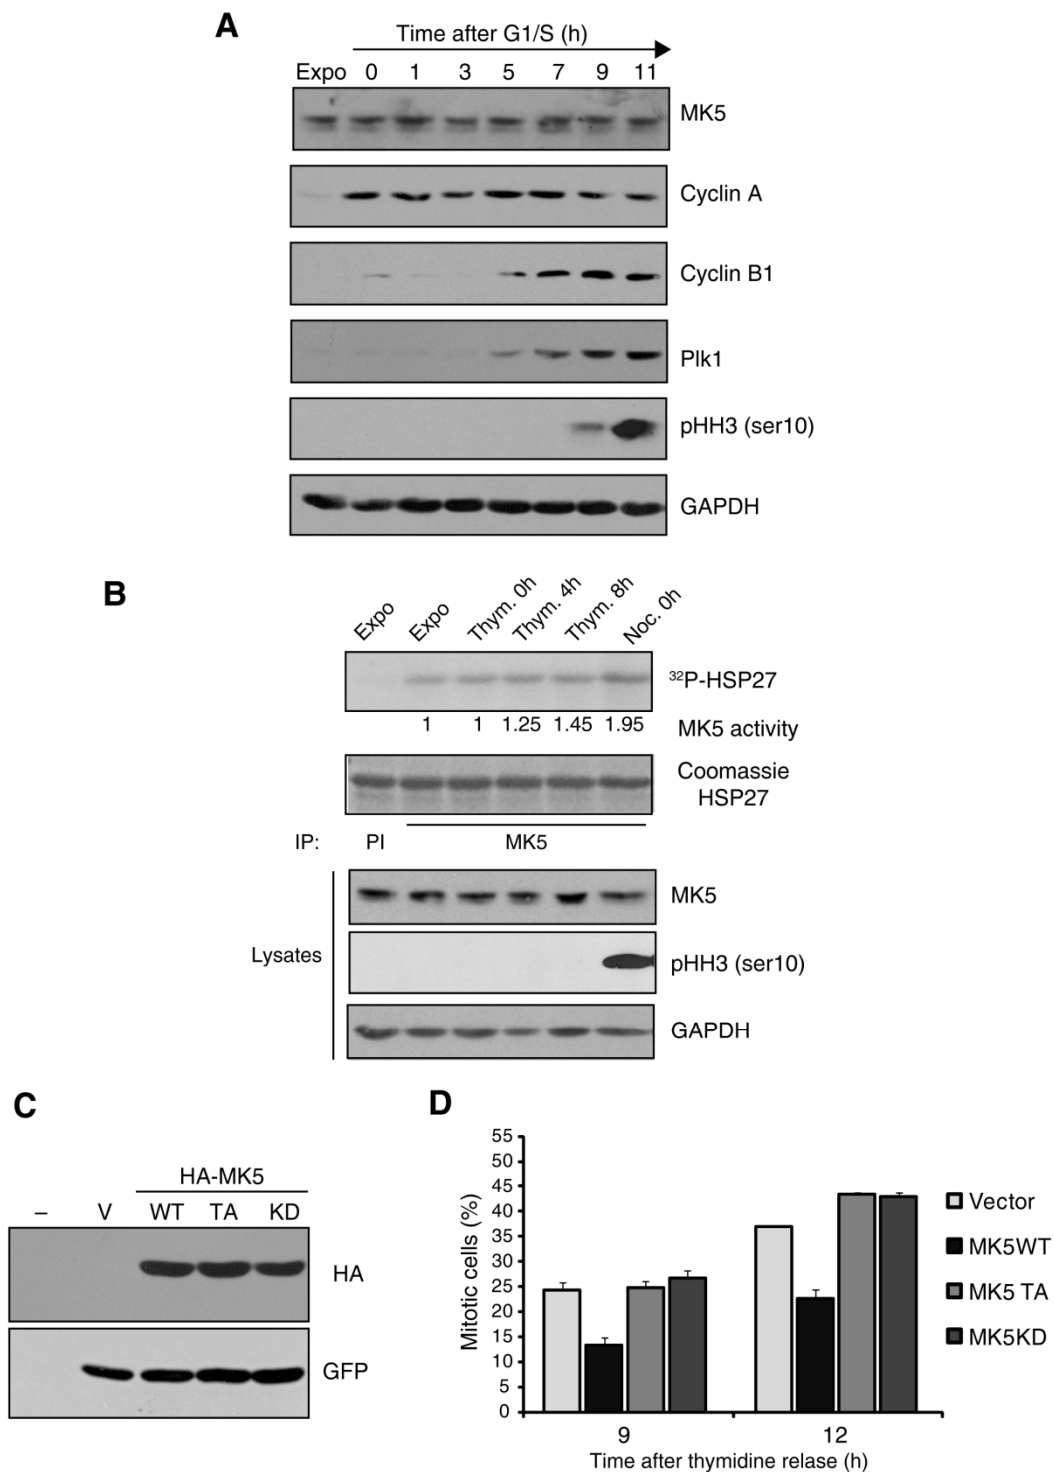 A
Time after G1/S (h)
Expo 0 1 3 5 7 9 11
MK5
Cyclin A
Cyclin B1
Plk1
pHH3 (ser10)
GAPDH
B
Expo Expo Thym. 0h Thym. 4h Thym. 8h Noc. 0h
32P-HSP27
1 1 1.25 1.45 1.95 MK5 activity
Coomassie
HSP27
IP: PI MK5
MK5
Lysates
pHH3 (ser10)
GAPDH
C
HA-MK5
– V WT TA KD
HA
GFP
D
Mitotic cells (%)
55
50
45
40
35
30
25
20
15
10
5
0
9 12
Time after thymidine relase (h)
Vector
MK5WT
MK5 TA
MK5KD